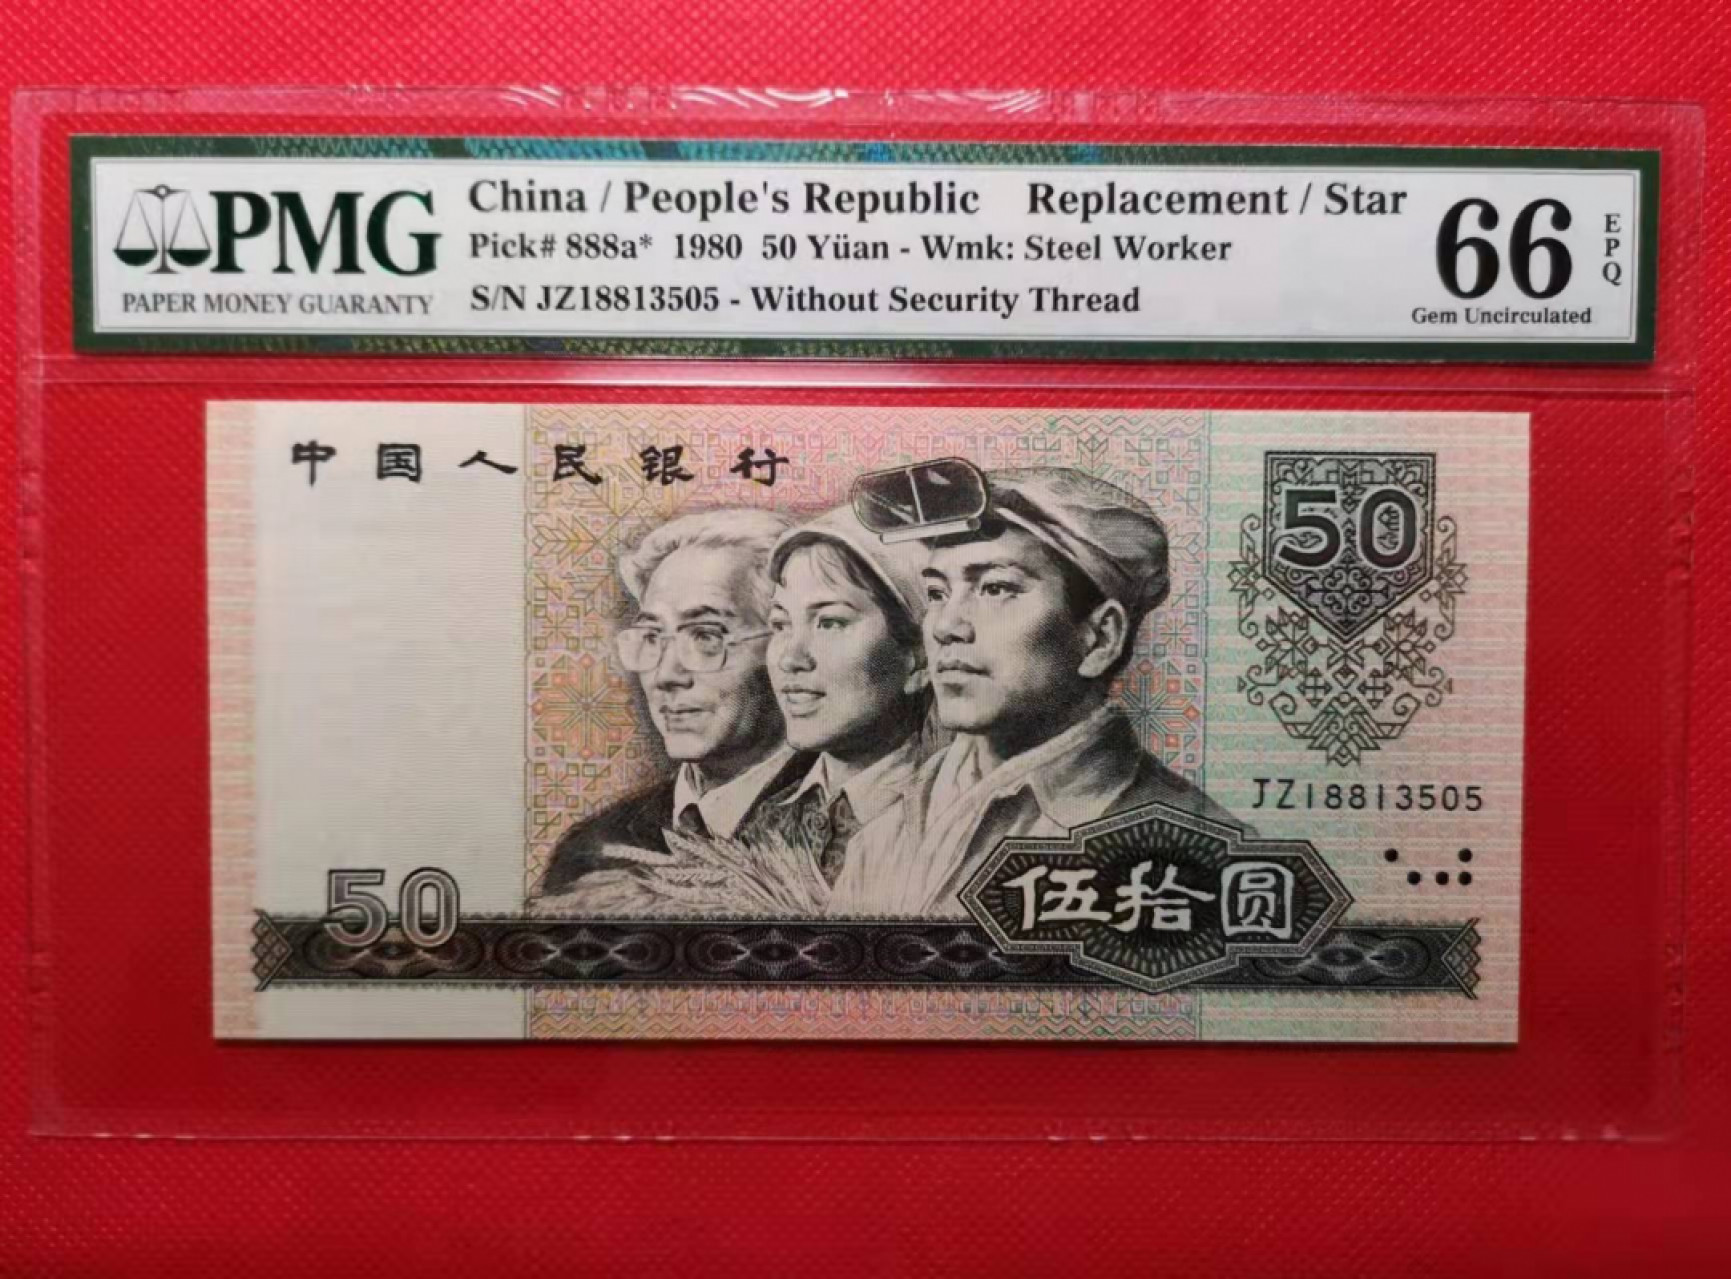 PMG
PAPER MONEY GUARANTY
China / People's Republic Replacement / Star
Pick# 888a* 1980 50 Yüan - Wmk: Steel Worker
S/N JZ18813505 - Without Security Thread
66
EPQ
Gem Uncirculated
中国人民银行
50
JZ18813505
50
伍拾圆